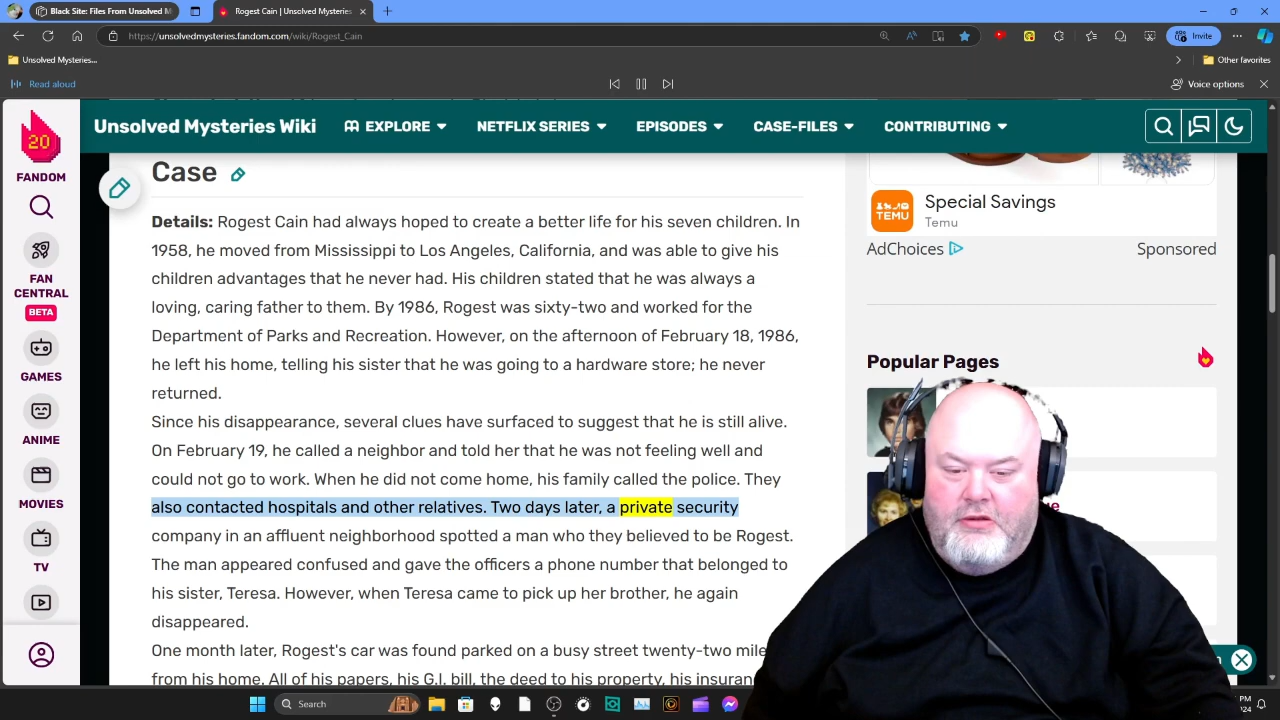 Black Site: Files From Unsolved M
Rogest Cain | Unsolved Mysteries
https://unsolvedmysteries.fandom.com/wiki/Rogest_Cain
Invite
Unsolved Mysteries...
Other favorites
Read aloud
Voice options
20
FANDOM
FAN
CENTRAL
BETA
GAMES
ANIME
MOVIES
TV
Unsolved Mysteries Wiki
EXPLORE
NETFLIX SERIES
EPISODES
CASE-FILES
CONTRIBUTING
Case
Details: Rogest Cain had always hoped to create a better life for his seven children. In
1958, he moved from Mississippi to Los Angeles, California, and was able to give his
children advantages that he never had. His children stated that he was always a
loving, caring father to them. By 1986, Rogest was sixty-two and worked for the
Department of Parks and Recreation. However, on the afternoon of February 18, 1986,
he left his home, telling his sister that he was going to a hardware store; he never
returned.
Since his disappearance, several clues have surfaced to suggest that he is still alive.
On February 19, he called a neighbor and told her that he was not feeling well and
could not go to work. When he did not come home, his family called the police. They
also contacted hospitals and other relatives. Two days later, a private security
company in an affluent neighborhood spotted a man who they believed to be Rogest.
The man appeared confused and gave the officers a phone number that belonged to
his sister, Teresa. However, when Teresa came to pick up her brother, he again
disappeared.
One month later, Rogest's car was found parked on a busy street twenty-two mile
from his home. All of his papers, his G.I. bill, the deed to his property, his insuran
TEMU
Special Savings
Temu
AdChoices
Sponsored
Popular Pages
Search